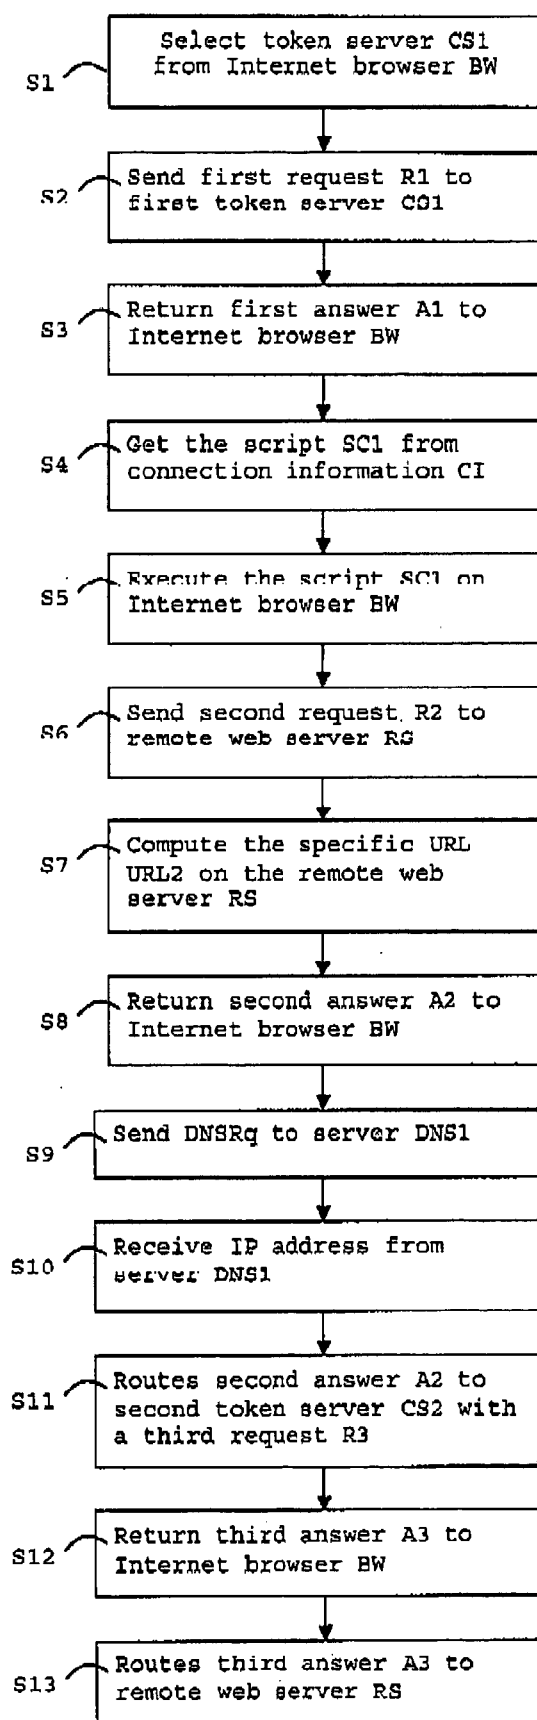 Select token server CS1
from Internet browser BW
S1
Send first request R1 to
first token server CS1
S2
Return first answer A1 to
Internet browser BW
S3
Get the script SC1 from
connection information CI
S4
Execute the script SC1 on
Internet browser BW
S5
Send second request R2 to
remote web server RS
S6
Compute the specific URL
URL2 on the remote web
server RS
S7
Return second answer A2 to
Internet browser BW
S8
Send DNSRq to server DNS1
S9
Receive IP address from
server DNS1
S10
Routes second answer A2 to
second token server CS2 with
a third request R3
S11
Return third answer A3 to
Internet browser BW
S12
Routes third answer A3 to
remote web server RS
S13